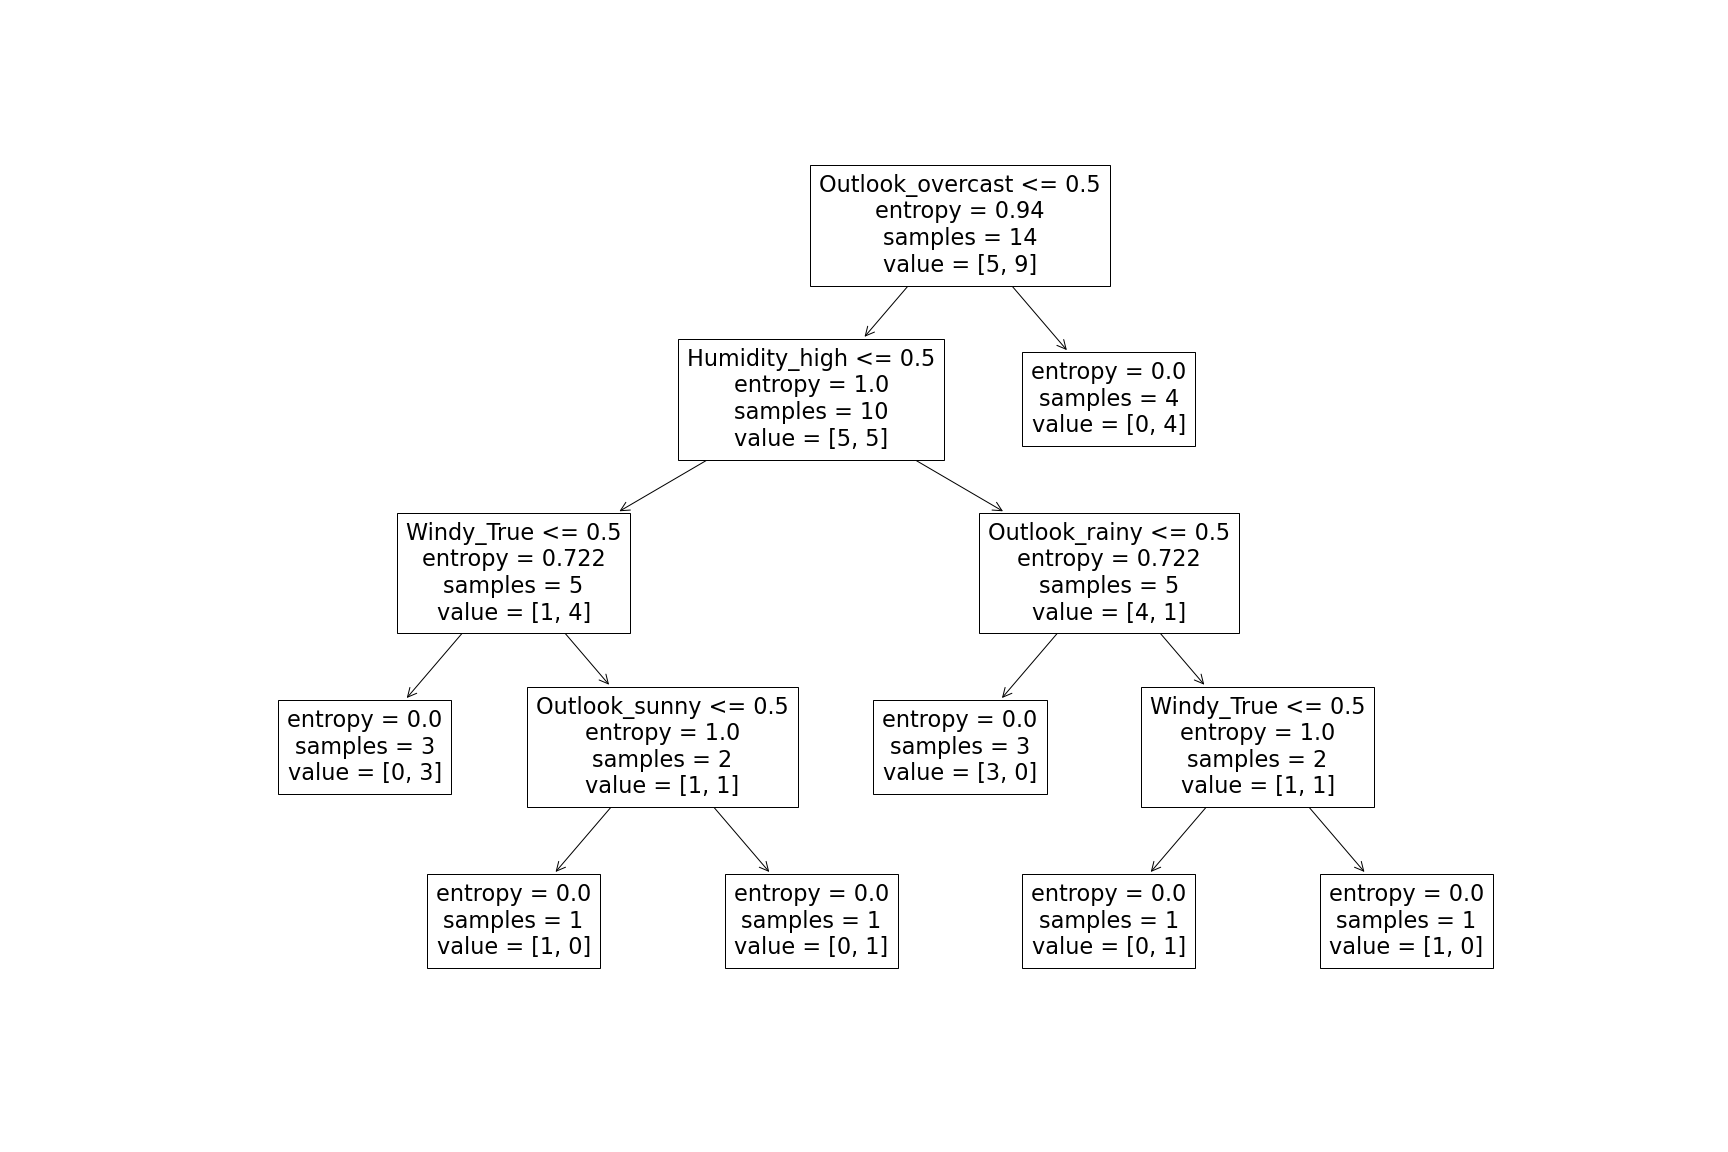 Outlook_overcast <= 0.5
entropy = 0.94
samples = 14
value = [5, 9]
Humidity_high <= 0.5
entropy = 1.0
samples = 10
value = [5, 5]
entropy = 0.0
samples = 4
value = [0, 4]
Windy_True <= 0.5
entropy = 0.722
samples = 5
value = [1, 4]
Outlook_rainy <= 0.5
entropy = 0.722
samples = 5
value = [4, 1]
entropy = 0.0
samples = 3
value = [0, 3]
Outlook_sunny <= 0.5
entropy = 1.0
samples = 2
value = [1, 1]
entropy = 0.0
samples = 3
value = [3, 0]
Windy_True <= 0.5
entropy = 1.0
samples = 2
value = [1, 1]
entropy = 0.0
samples = 1
value = [1, 0]
entropy = 0.0
samples = 1
value = [0, 1]
entropy = 0.0
samples = 1
value = [0, 1]
entropy = 0.0
samples = 1
value = [1, 0]